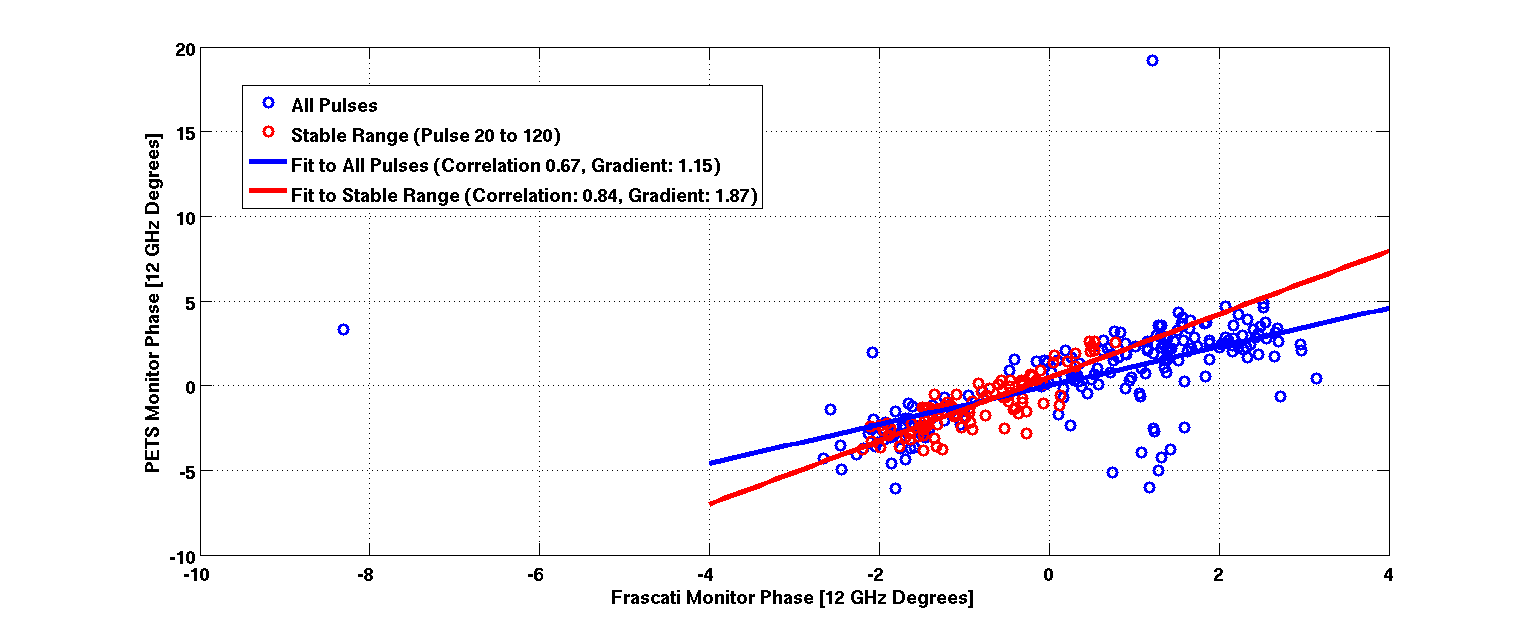 20
15
10
5
0
-5
-10
PETS Monitor Phase [12 GHz Degrees]
All Pulses
Stable Range (Pulse 20 to 120)
Fit to All Pulses (Correlation 0.67, Gradient: 1.15)
Fit to Stable Range (Correlation: 0.84, Gradient: 1.87)
-10 -8 -6 -4 -2 0 2 4
Frascati Monitor Phase [12 GHz Degrees]